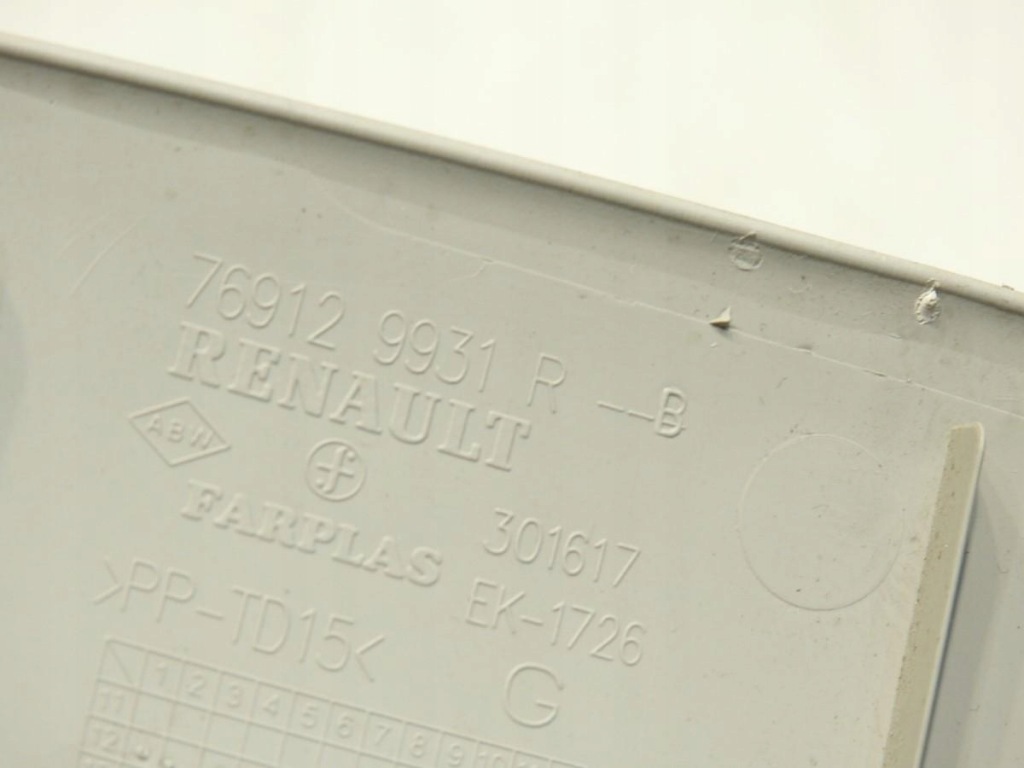 76912 9931 R --B
RENAULT
ABW
f
FARPLAS
301617
>PP-TD15<
EK-1726
G
1 2 3 4 5 6 7 8 9 10
11
12